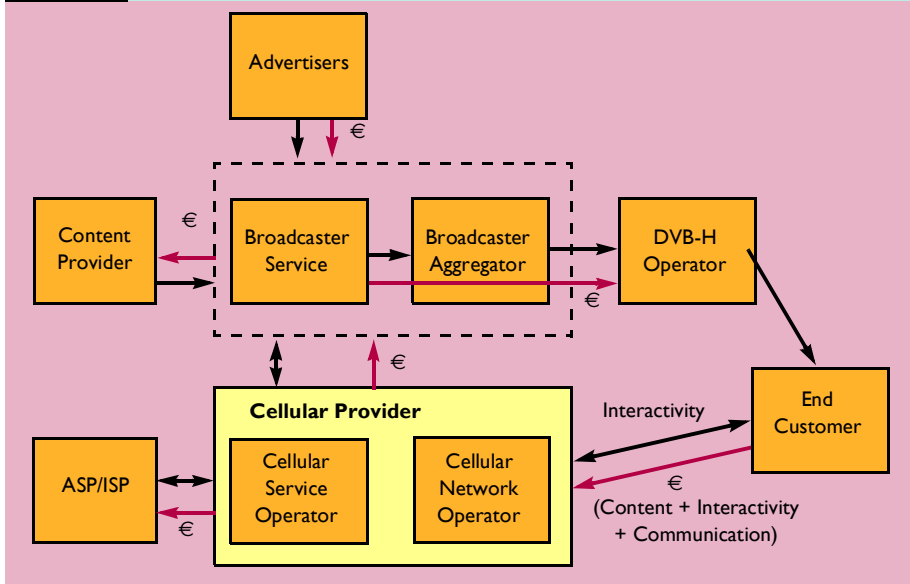 Advertisers
€
Content
Provider
€
Broadcaster
Service
Broadcaster
Aggregator
€
DVB-H
Operator
€
Cellular Provider
Cellular
Service
Operator
Cellular
Network
Operator
ASP/ISP
€
Interactivity
End
Customer
€
(Content + Interactivity
+ Communication)